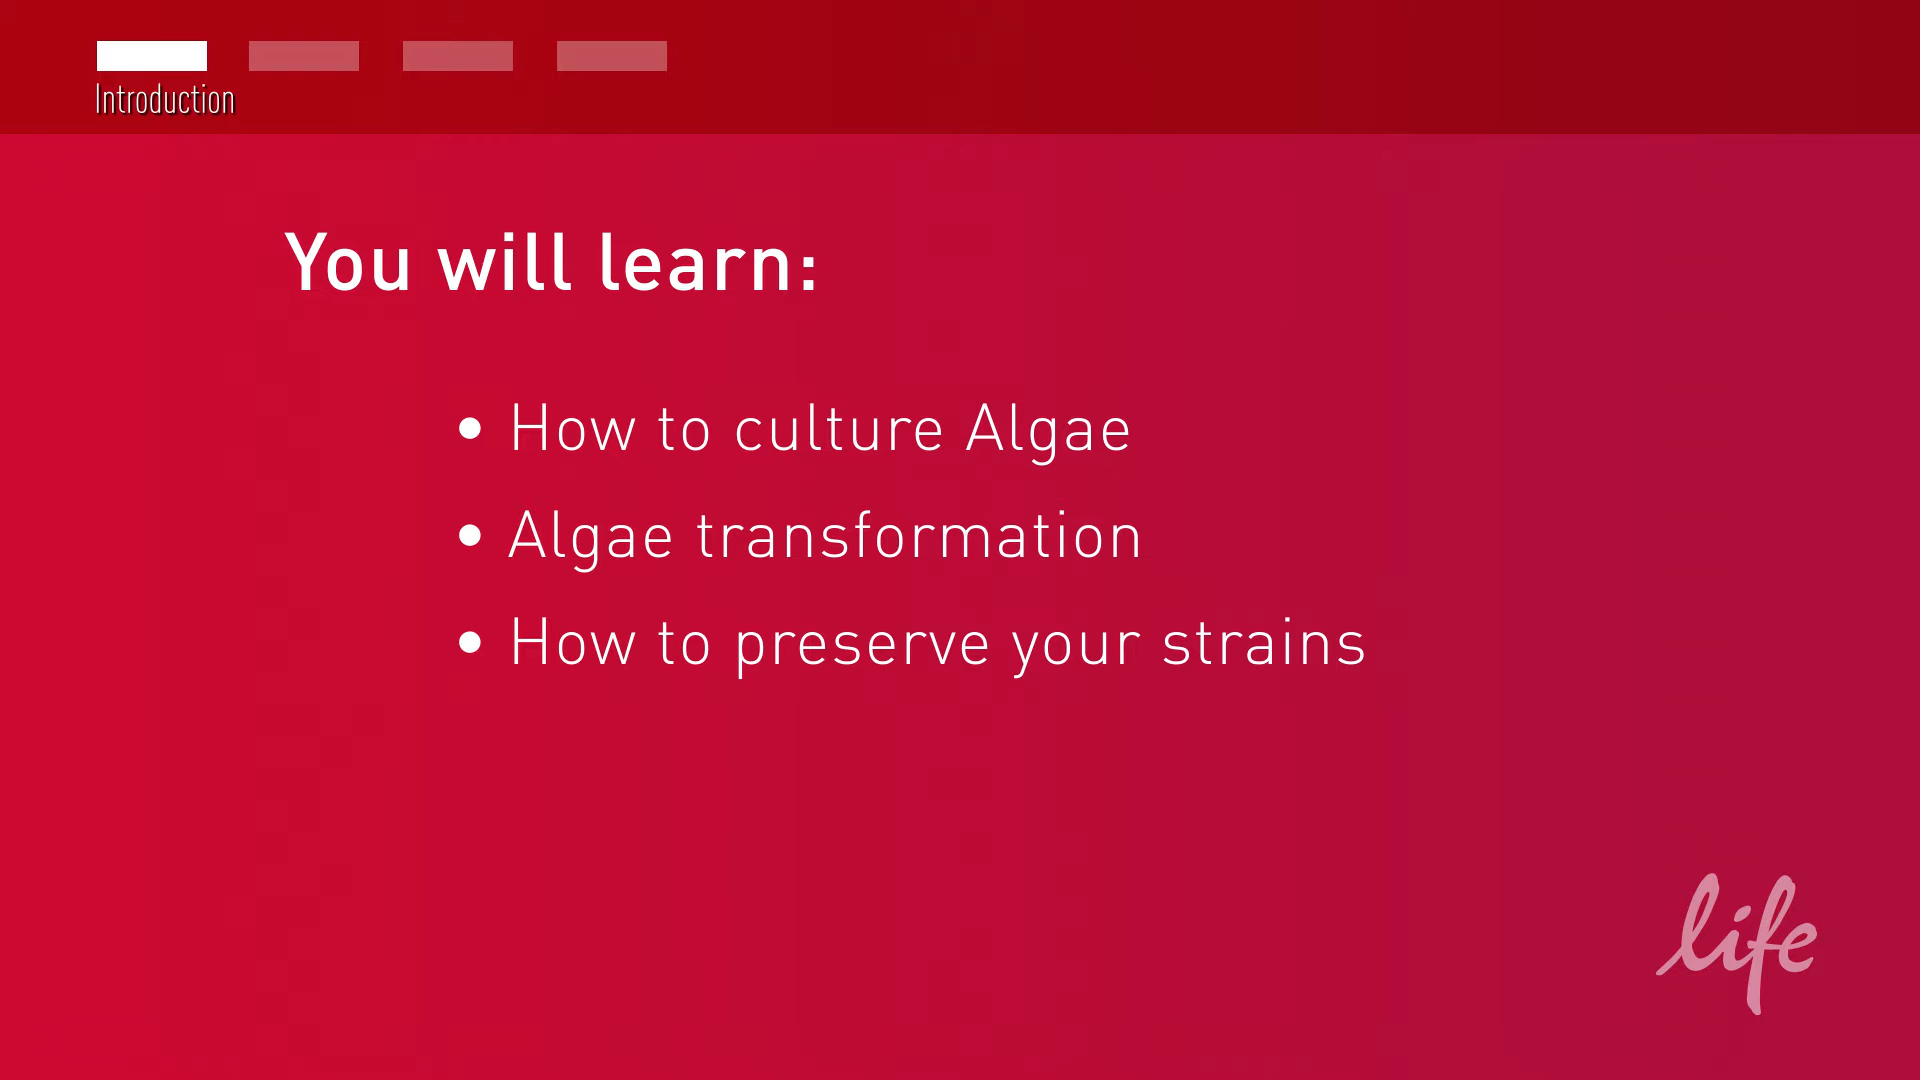 Introduction
You will learn:
• How to culture Algae
• Algae transformation
• How to preserve your strains
life